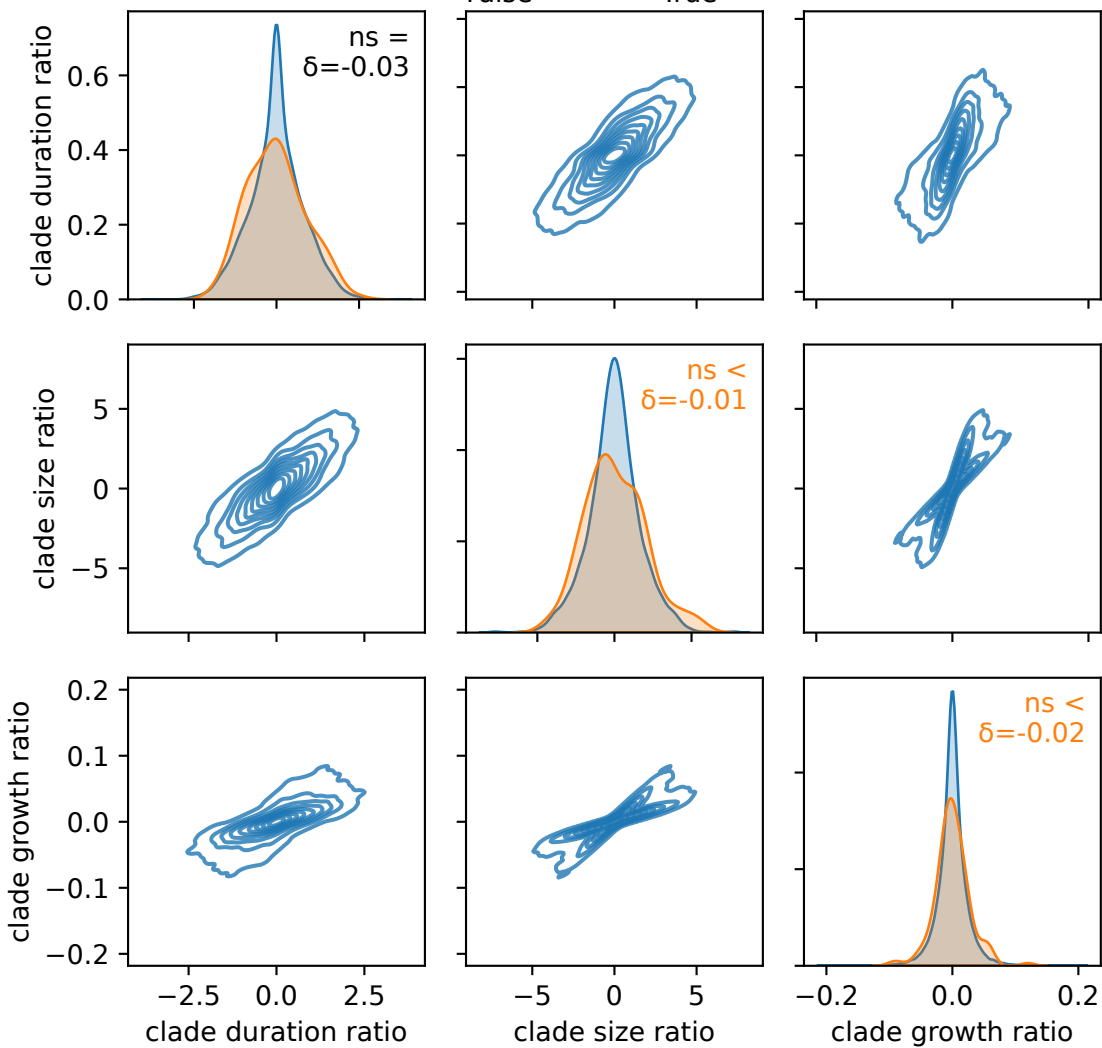 ns =
δ=-0.03
clade duration ratio
0.6
0.4
0.2
0.0
ns <
δ=-0.01
clade size ratio
5
0
−5
ns <
δ=-0.02
clade growth ratio
0.2
0.1
0.0
−0.1
−0.2
−2.5 0.0 2.5
−5 0 5
−0.2 0.0 0.2
clade duration ratio
clade size ratio
clade growth ratio